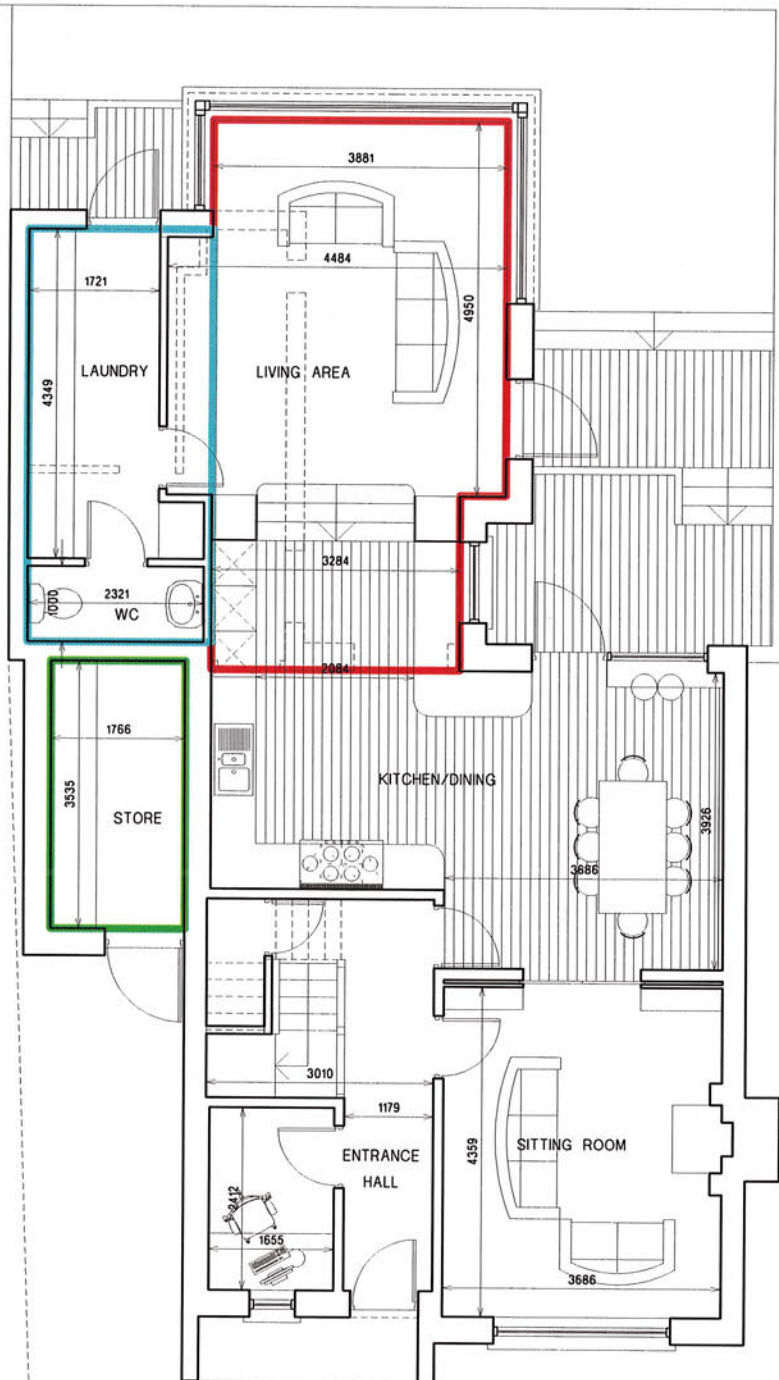 3881
4484
4950
1721
LAUNDRY
LIVING AREA
4349
3284
2321
1000
WC
2084
1766
3535
STORE
KITCHEN/DINING
3926
3686
3010
1179
4359
ENTRANCE
HALL
SITTING ROOM
2412
1655
3686